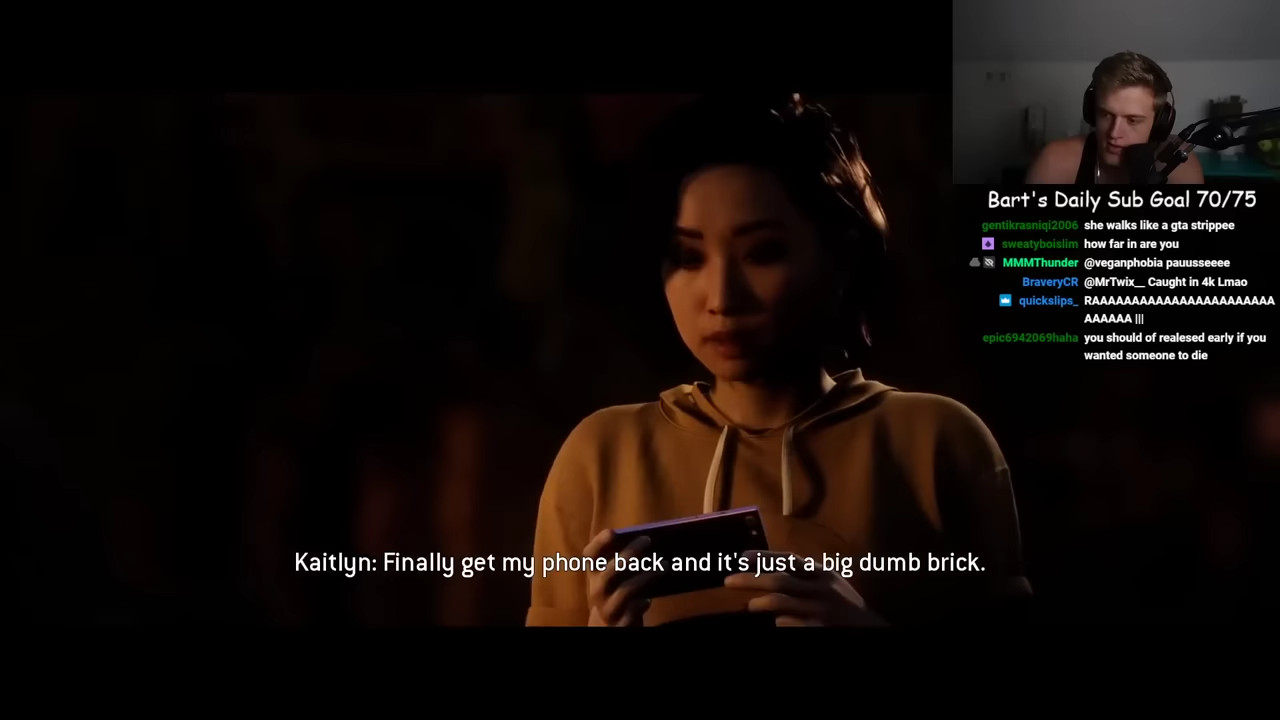 Bart's Daily Sub Goal 70/75
gentikrasniqi2006 she walks like a gta strippee
sweatyboislim how far in are you
MMMThunder @veganphobia pauusseeee
BraveryCR @MrTwix__ Caught in 4k Lmao
quickslips_ RAAAAAAAAAAAAAAAAAAAAAAA
AAAAAA |||
epic6942069haha you should of realesed early if you
wanted someone to die
Kaitlyn: Finally get my phone back and it's just a big dumb brick.